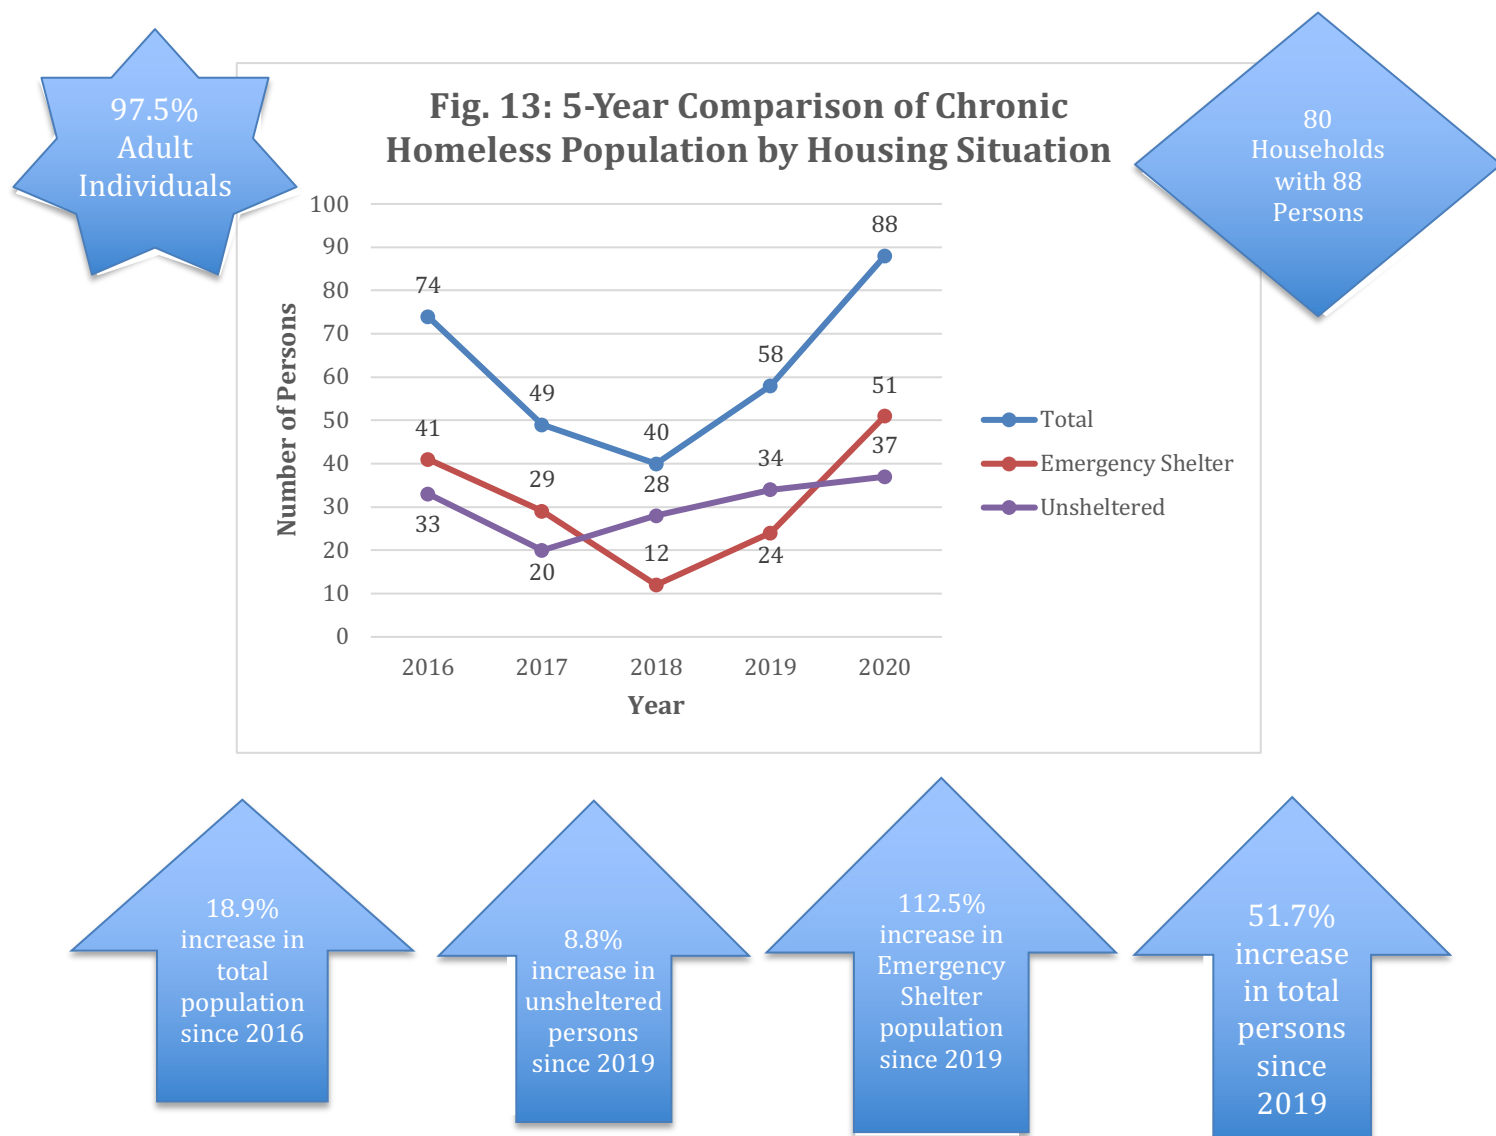 97.5%
Adult
Individuals
Fig. 13: 5-Year Comparison of Chronic
Homeless Population by Housing Situation
80
Households
with 88
Persons
Number of Persons
100
90
80
70
60
50
40
30
20
10
0
74
49
40
58
88
41
29
12
24
51
33
20
28
34
37
2016 2017 2018 2019 2020
Year
Total
Emergency Shelter
Unsheltered
18.9%
increase in
total
population
since 2016
8.8%
increase in
unsheltered
persons
since 2019
112.5%
increase in
Emergency
Shelter
population
since 2019
51.7%
increase
in total
persons
since
2019